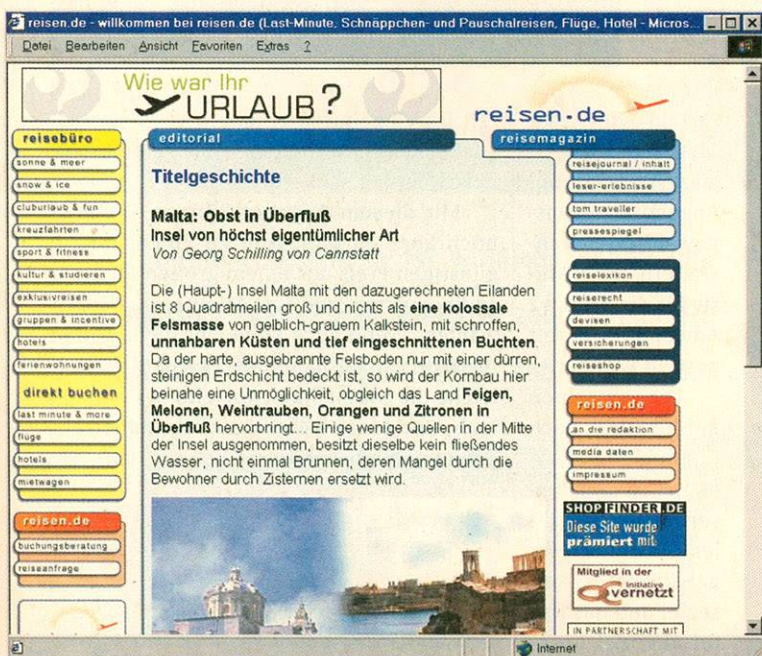 reisen.de - willkommen bei reisen.de (Last-Minute, Schnäppchen- und Pauschalreisen, Flüge, Hotel - Micros...
Datei Bearbeiten Ansicht Favoriten Extras ?
Wie war Ihr
URLAUB?
reisen.de
reisebüro
sonne & meer
snow & ice
cluburlaub & fun
kreuzfahrten
sport & fitness
kultur & studieren
exklusivreisen
gruppen & incentive
hotels
ferienwohnungen
direkt buchen
last minute & more
flüge
hotels
mietwagen
reisen.de
buchungsberatung
reiseanfrage
editorial
Titelgeschichte
Malta: Obst in Überfluß
Insel von höchst eigentümlicher Art
Von Georg Schilling von Cannstatt
Die (Haupt-) Insel Malta mit den dazugerechneten Eilanden
ist 8 Quadratmeilen groß und nichts als eine kolossale
Felsmasse von gelblich-grauem Kalkstein, mit schroffen,
unnahbaren Küsten und tief eingeschnittenen Buchten.
Da der harte, ausgebrannte Felsboden nur mit einer dürren,
steinigen Erdschicht bedeckt ist, so wird der Kornbau hier
beinahe eine Unmöglichkeit, obgleich das Land Feigen,
Melonen, Weintrauben, Orangen und Zitronen in
Überfluß hervorbringt... Einige wenige Quellen in der Mitte
der Insel ausgenommen, besitzt dieselbe kein fließendes
Wasser, nicht einmal Brunnen, deren Mangel durch die
Bewohner durch Zisternen ersetzt wird.
reisemagazin
reisejournal / inhalt
leser-erlebnisse
tom traveller
pressespiegel
reiselexikon
reiserecht
devisen
versicherungen
reiseshop
reisen.de
an die redaktion
media daten
impressum
SHOPFINDER.DE
Diese Site wurde
prämiert mit:
Mitglied in der
Initiative
vernetzt
IN PARTNERSCHAFT MIT
Internet